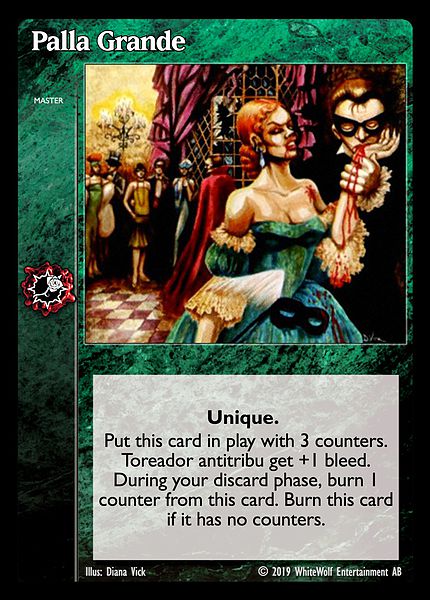 Palla Grande
MASTER
Unique.
Put this card in play with 3 counters.
Toreador antitribu get +1 bleed.
During your discard phase, burn 1
counter from this card. Burn this card
if it has no counters.
Illus: Diana Vick
© 2019 WhiteWolf Entertainment AB